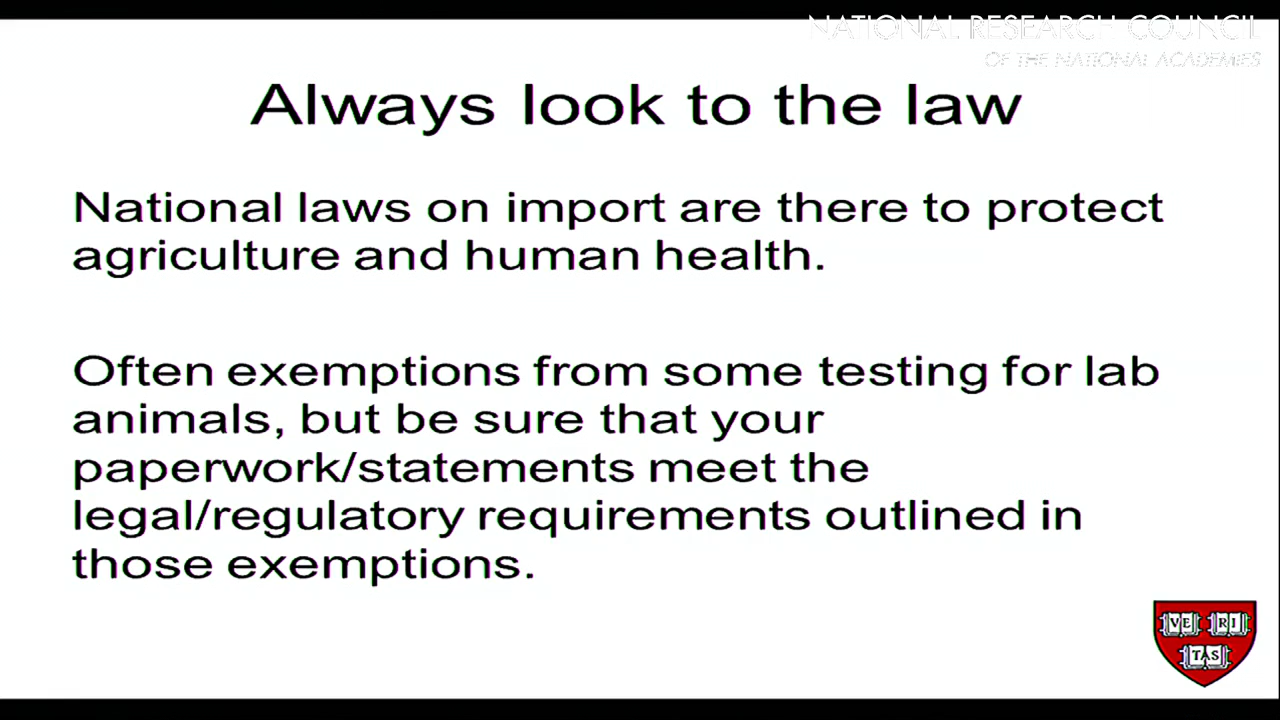 NATIONAL RESEARCH COUNCIL
OF THE NATIONAL ACADEMIES
Always look to the law
National laws on import are there to protect
agriculture and human health.
Often exemptions from some testing for lab
animals, but be sure that your
paperwork/statements meet the
legal/regulatory requirements outlined in
those exemptions.
VE RI
TAS